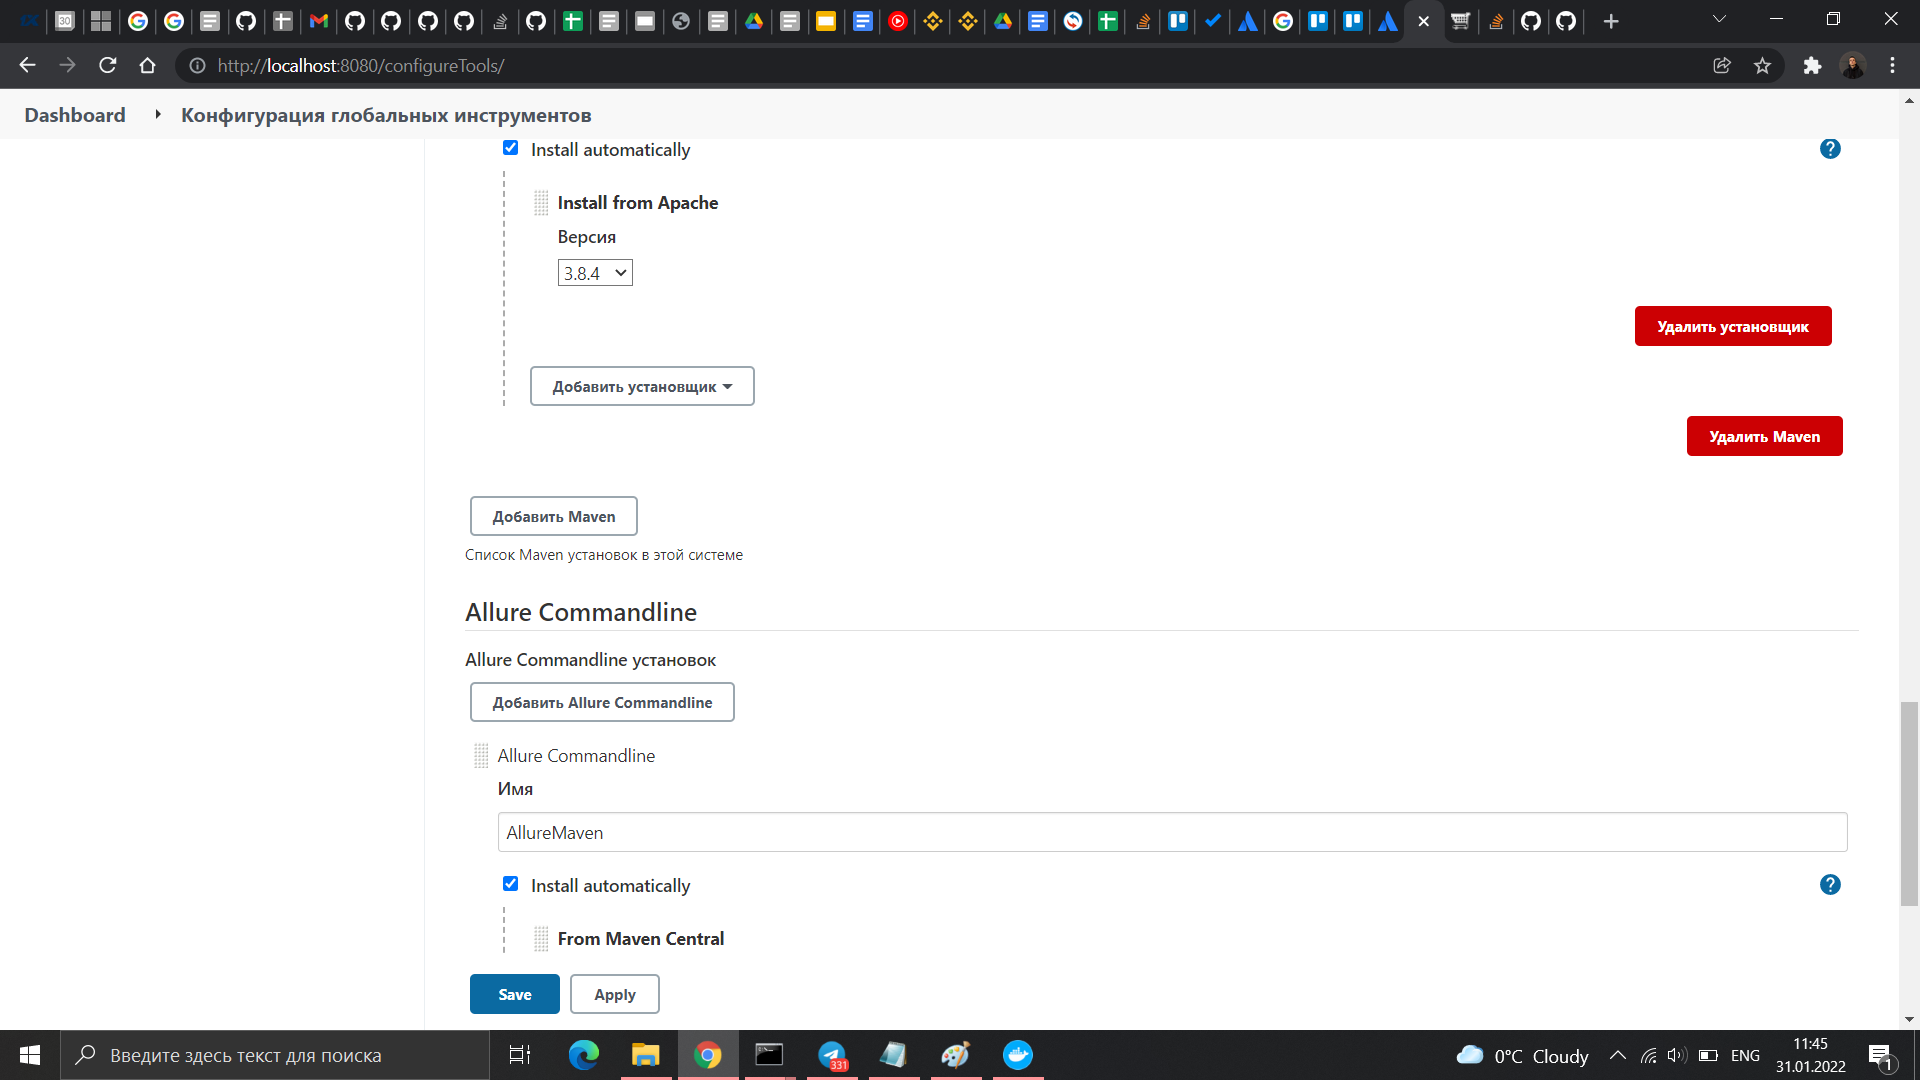 http://localhost:8080/configureTools/
Dashboard
Конфигурация глобальных инструментов
Install automatically
?
Install from Apache
Версия
3.8.4
Удалить установщик
Добавить установщик
Удалить Maven
Добавить Maven
Список Maven установок в этой системе
Allure Commandline
Allure Commandline установок
Добавить Allure Commandline
Allure Commandline
Имя
AllureMaven
Install automatically
?
From Maven Central
Save
Apply
Введите здесь текст для поиска
331
0°C Cloudy
ENG
11:45
31.01.2022
1